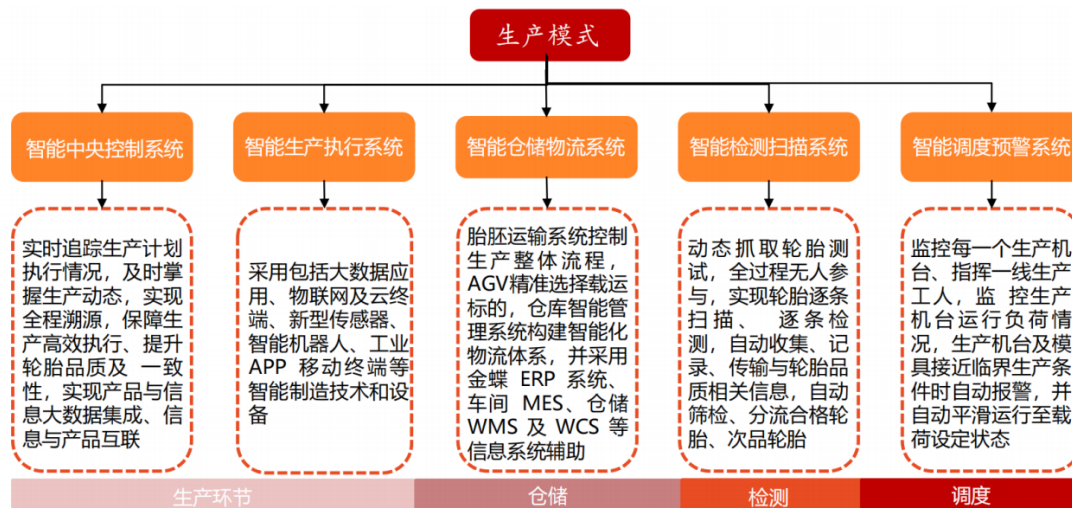 生产模式
智能中央控制系统
智能生产执行系统
智能仓储物流系统
智能检测扫描系统
智能调度预警系统
实时追踪生产计划
执行情况，及时掌
握生产动态，实现
全程溯源，保障生
产高效执行、提升
轮胎品质及 一致
性，实现产品与信
息大数据集成、信
息与产品互联
采用包括大数据应
用、物联网及云终
端、新型传感器、
智能机器人、工业
APP 移动终端等
智能制造技术和设
备
胎胚运输系统控制
生产整体流程，
AGV精准选择载运
标的，仓库智能管
理系统构建智能化
物流体系，并采用
金蝶 ERP 系统、
车间 MES、仓储
WMS 及 WCS 等
信息系统辅助
动态抓取轮胎测
试，全过程无人参
与，实现轮胎逐条
扫描、 逐条检
测，自动收集、记
录、传输与轮胎品
质相关信息，自动
筛检、分流合格轮
胎、次品轮胎
监控每一个生产机
台、指挥一线生产
工人，监 控生产
机台运行负荷情
况，生产机台及模
具接近临界生产条
件时自动报警，并
自动平滑运行至载
荷设定状态
生产环节
仓储
检测
调度